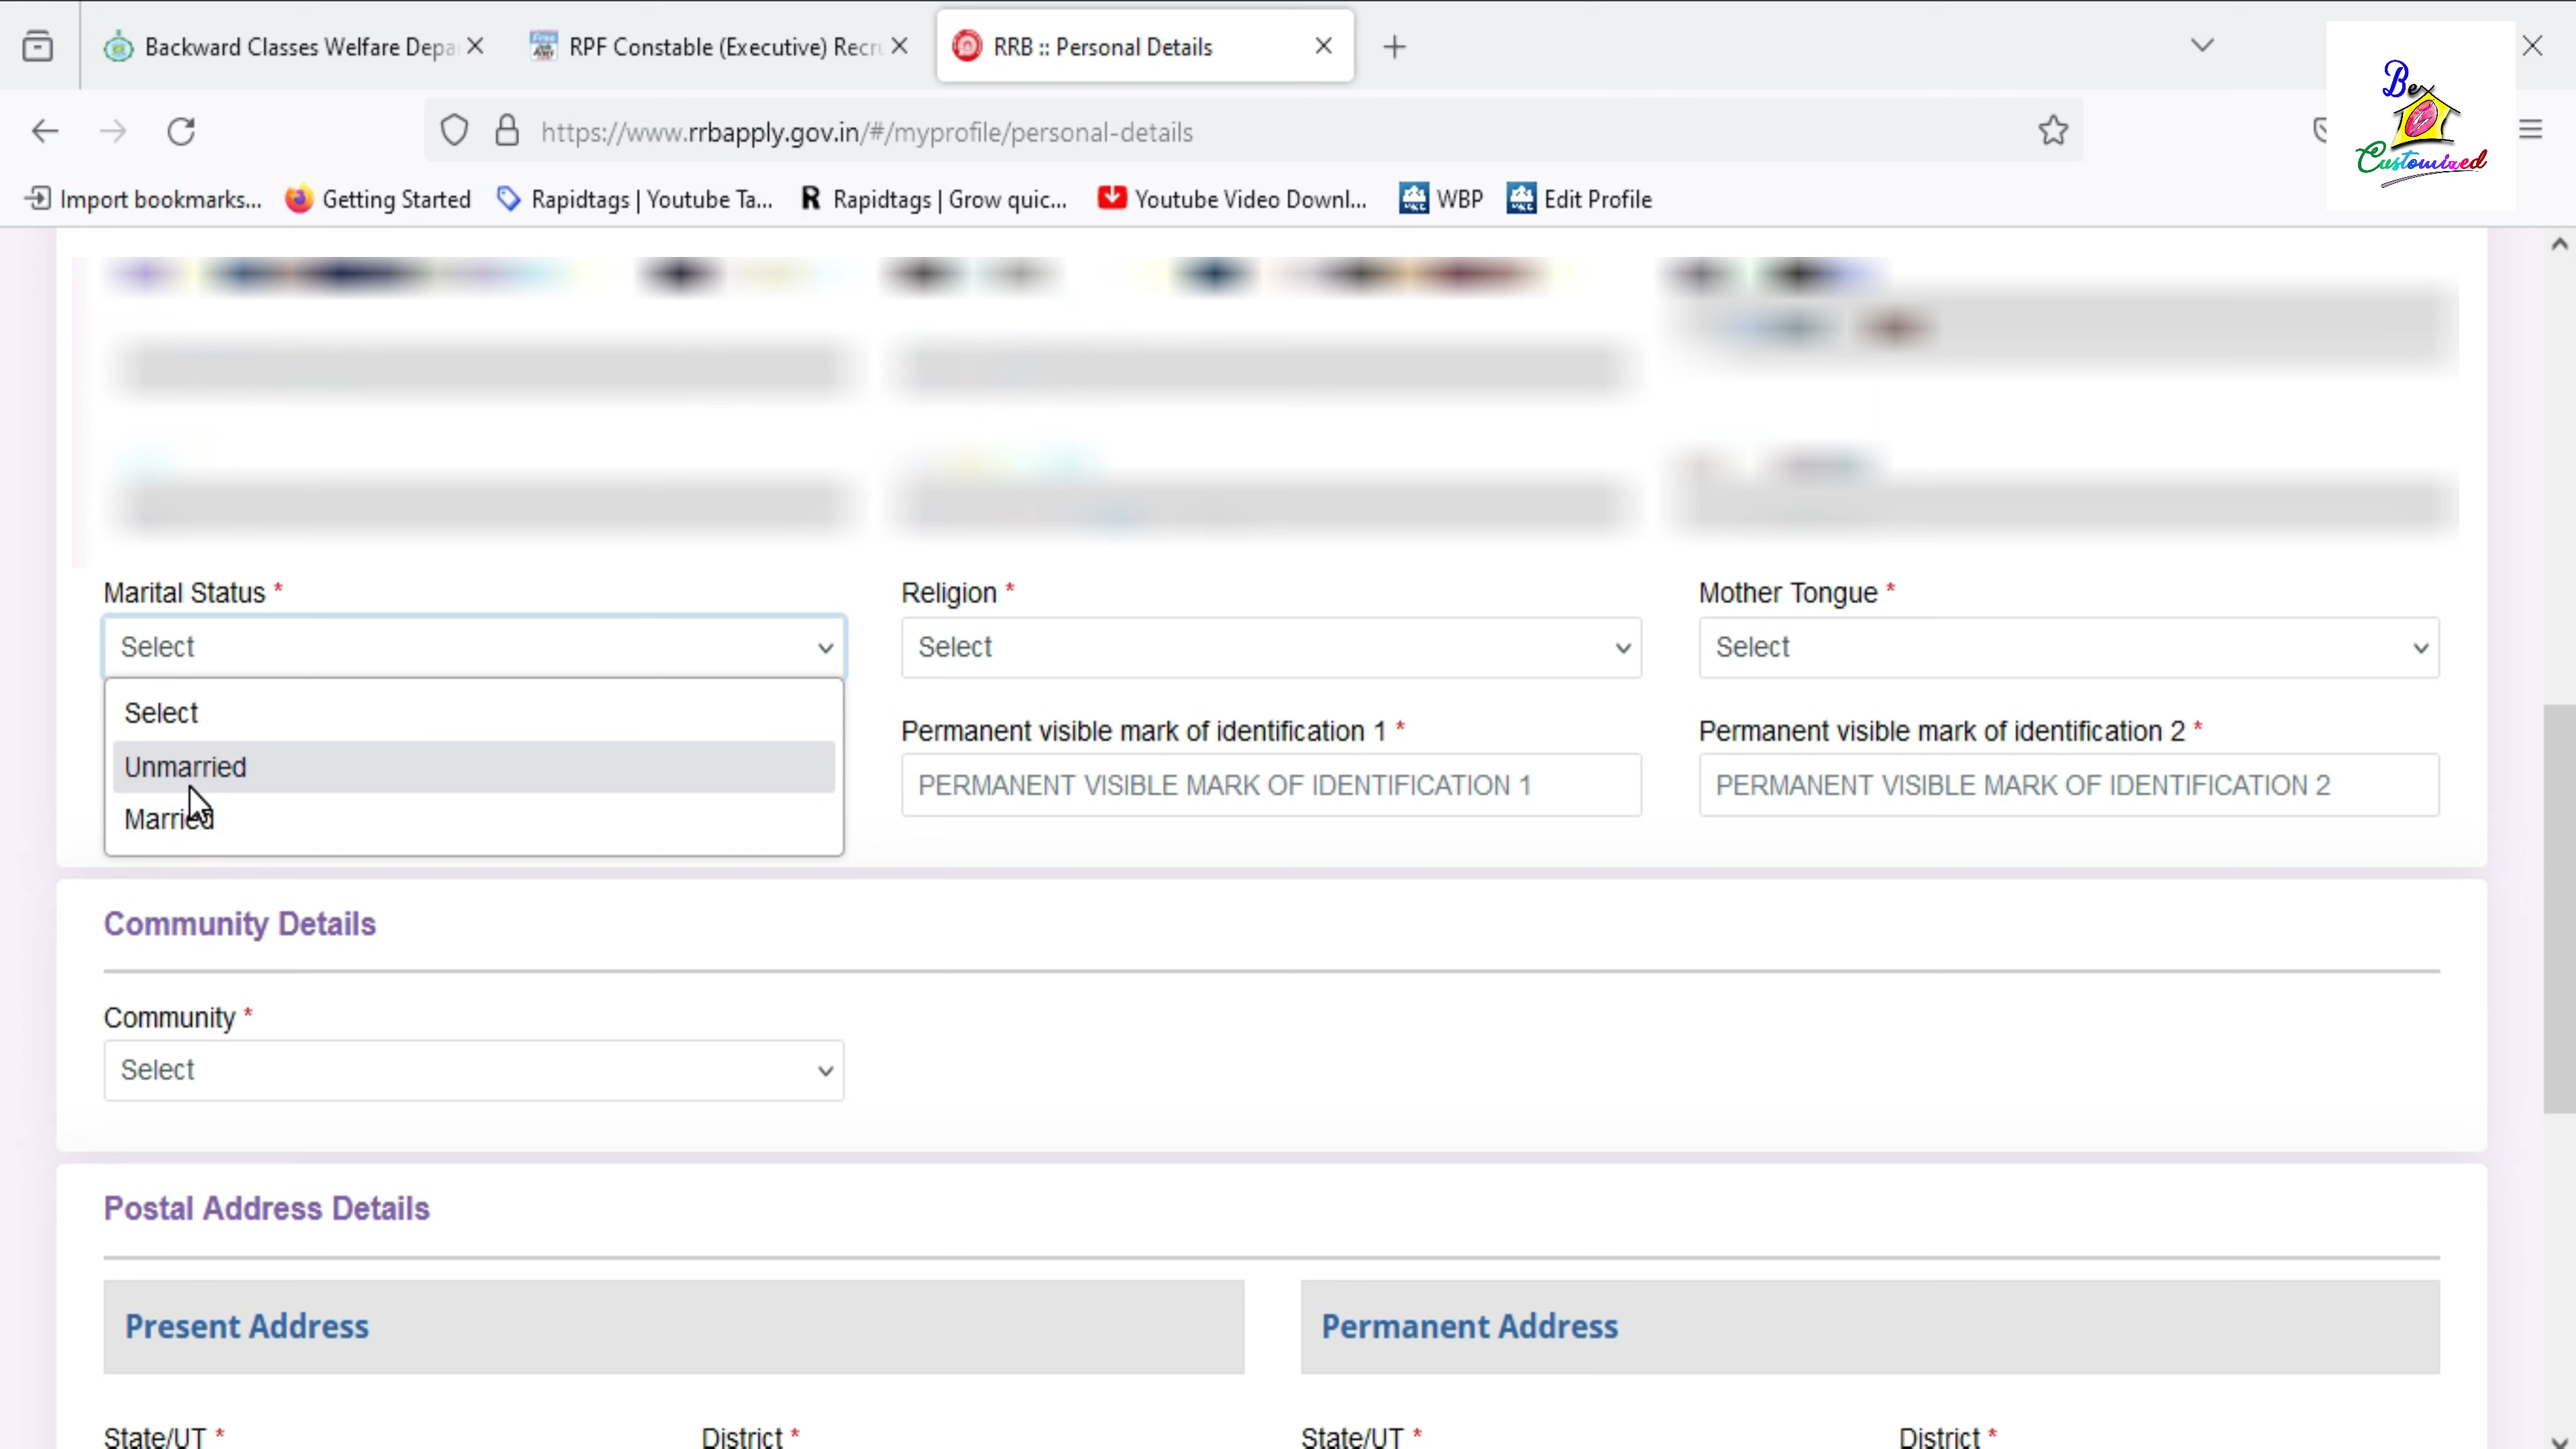 Backward Classes Welfare Depa
RPF Constable (Executive) Recru
RRB :: Personal Details
https://www.rrbapply.gov.in/#/myprofile/personal-details
Be
Customized
Import bookmarks...
Getting Started
Rapidtags | Youtube Ta...
Rapidtags | Grow quic...
Youtube Video Downl...
WBP
Edit Profile
Marital Status *
Religion *
Mother Tongue *
Select
Select
Select
Select
Unmarried
Married
Permanent visible mark of identification 1 *
Permanent visible mark of identification 2 *
PERMANENT VISIBLE MARK OF IDENTIFICATION 1
PERMANENT VISIBLE MARK OF IDENTIFICATION 2
Community Details
Community *
Select
Postal Address Details
Present Address
Permanent Address
State/UT *
District *
State/UT *
District *